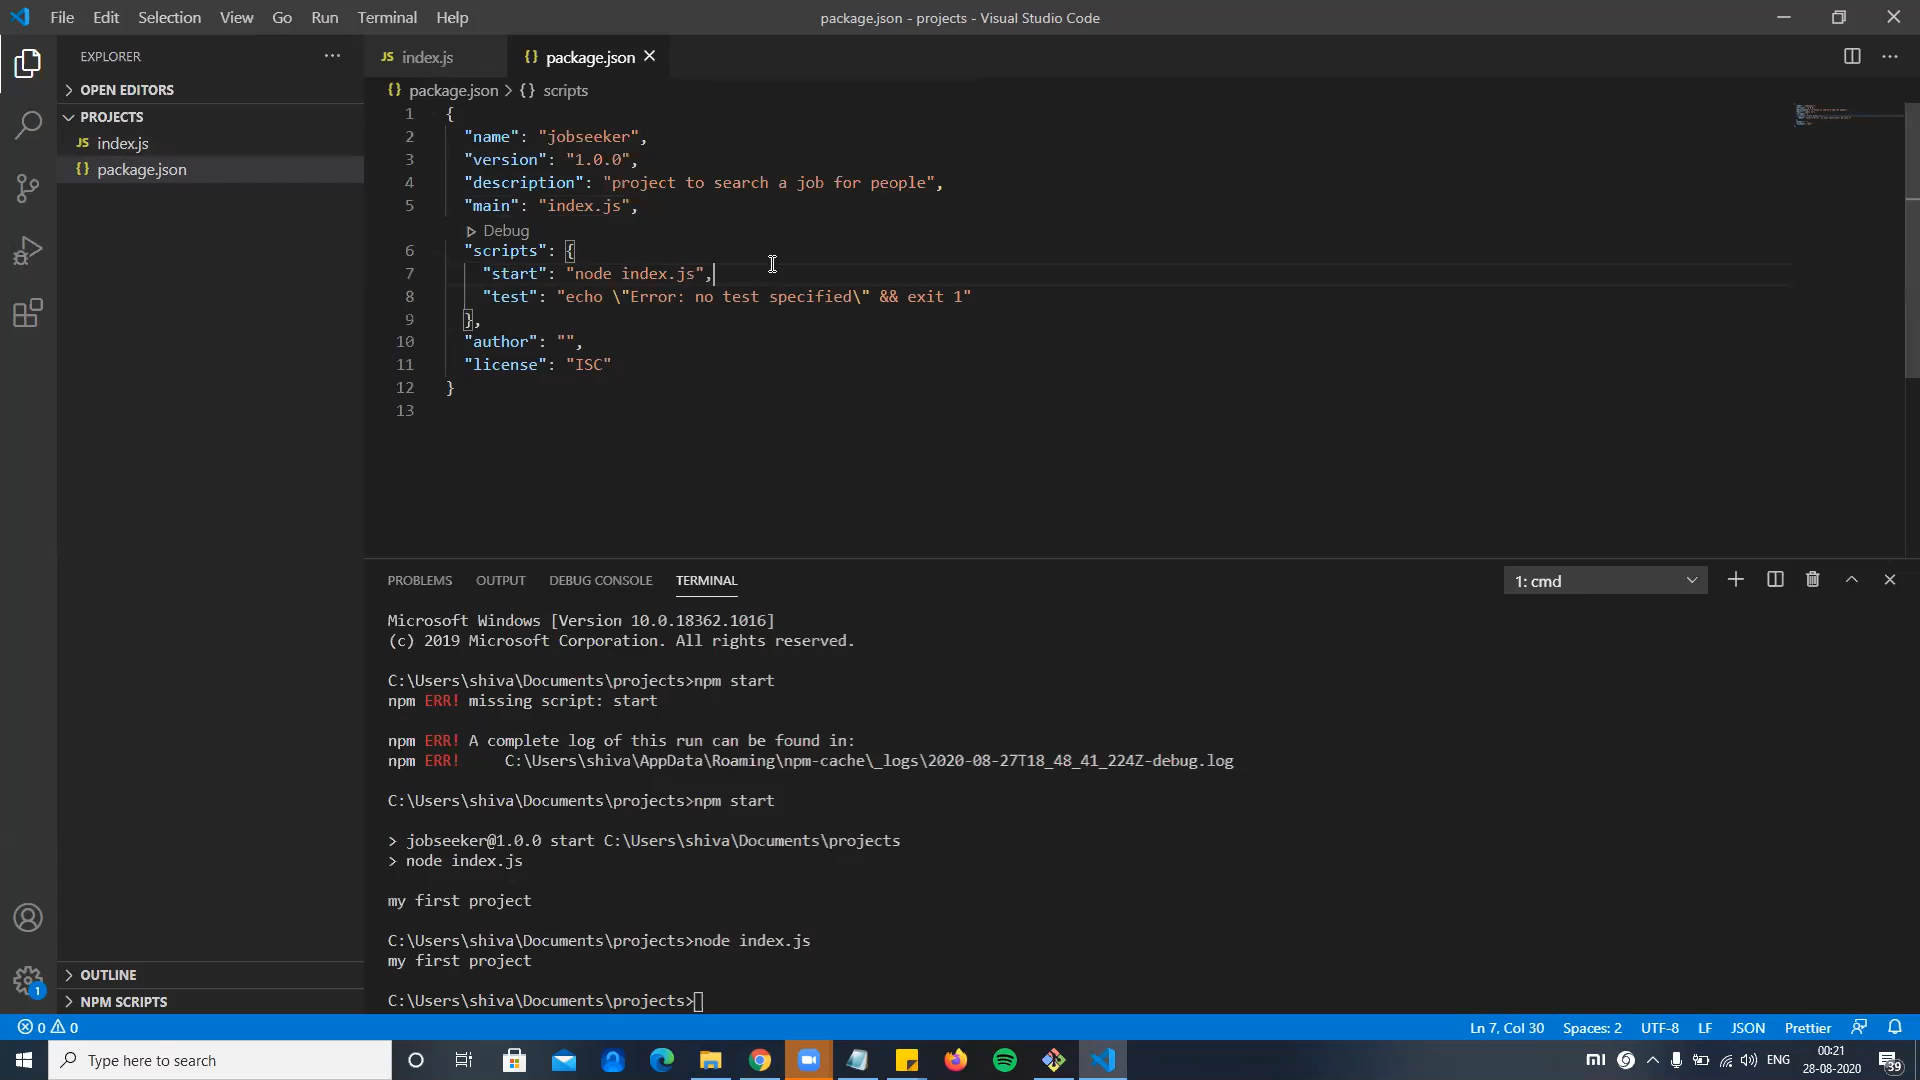 File Edit Selection View Go Run Terminal Help
package.json - projects - Visual Studio Code
EXPLORER
OPEN EDITORS
PROJECTS
JS index.js
{} package.json
JS index.js
{} package.json
{} package.json > {} scripts
1 {
2 "name": "jobseeker",
3 "version": "1.0.0",
4 "description": "project to search a job for people",
5 "main": "index.js",
Debug
6 "scripts": {
7 "start": "node index.js",
8 "test": "echo \"Error: no test specified\" && exit 1"
9 },
10 "author": "",
11 "license": "ISC"
12 }
13
PROBLEMS OUTPUT DEBUG CONSOLE TERMINAL
1: cmd
Microsoft Windows [Version 10.0.18362.1016]
(c) 2019 Microsoft Corporation. All rights reserved.
C:\Users\shiva\Documents\projects>npm start
npm ERR! missing script: start
npm ERR! A complete log of this run can be found in:
npm ERR! C:\Users\shiva\AppData\Roaming\npm-cache\_logs\2020-08-27T18_48_41_224Z-debug.log
C:\Users\shiva\Documents\projects>npm start
> jobseeker@1.0.0 start C:\Users\shiva\Documents\projects
> node index.js
my first project
C:\Users\shiva\Documents\projects>node index.js
my first project
C:\Users\shiva\Documents\projects>
OUTLINE
NPM SCRIPTS
1
0 0
Ln 7, Col 30 Spaces: 2 UTF-8 LF JSON Prettier
Type here to search
mi
ENG
00:21
28-08-2020
39